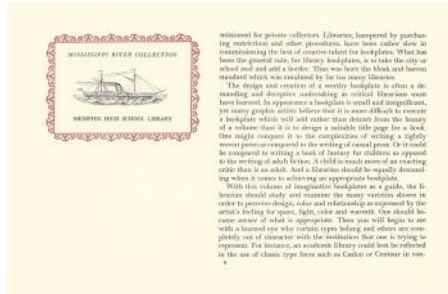 MISSISSIPPI RIVER COLLECTION
MEMPHIS HIGH SCHOOL LIBRARY
missioned for private collectors. Libraries, hampered by purchas-
ing restrictions and other procedures, have been rather slow in
commissioning the best of creative talent for bookplates. What has
been the general rule, for library bookplates, is to take the city or
school seal and add a border. Thus was born the bleak and barren
standard which was emulated by far too many libraries.
The design and creation of a worthy bookplate is often a de-
manding and deceptive undertaking as critical librarians must
have learned. In appearance a bookplate is small and insignificant,
yet many graphic artists believe that it is more difficult to execute
a bookplate which will add rather than detract from the beauty
of a volume than it is to design a suitable title page for a book.
One might compare it to the complexities of writing a tightly
woven poem as compared to the writing of casual prose. Or it could
be compared to writing a book of fantasy for children as opposed
to the writing of adult fiction. A child is much more of an exacting
critic than is an adult. And a librarian should be equally demand-
ing when it comes to achieving an appropriate bookplate.
With this volume of imaginative bookplates as a guide, the li-
brarian should study and examine the many varieties shown in
order to perceive design, color and relationship as expressed by the
artist's feeling for space, light, color and warmth. One should be-
come aware of what is appropriate. Then you will begin to see
with a learned eye why certain types belong and others are com-
pletely out of character with the institution that one is trying to
represent. For instance, an academic library could best be reflected
in the use of classic type faces such as Caslon or Centaur in con-